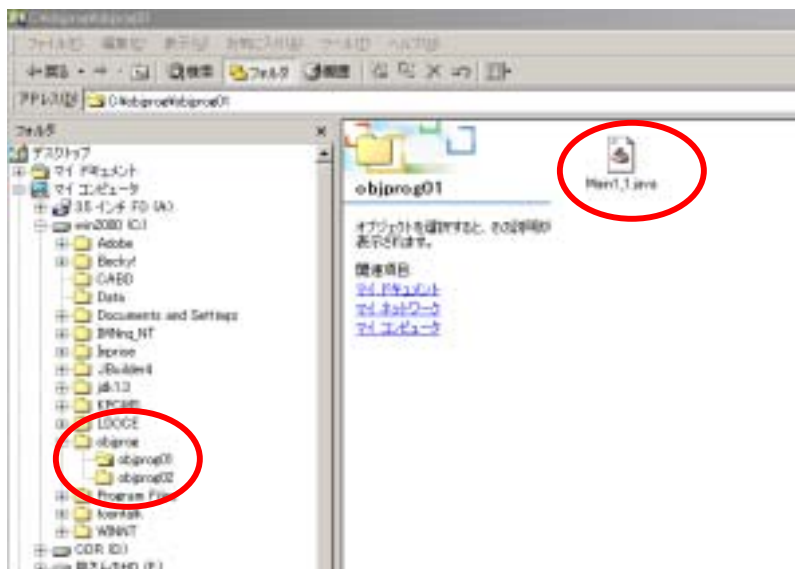 C:¥objprog¥objprog01
ファイル(F) 編集(E) 表示(V) お気に入り(A) ツール(T) ヘルプ(H)
戻る 検索 フォルダ 履歴
アドレス(D) C:¥objprog¥objprog01
フォルダ ×
デスクトップ
マイ ドキュメント
マイ コンピュータ
3.5 インチ FD (A:)
win2000 (C:)
Adobe
Becky!
CABD
Data
Documents and Settings
Inprise
JBuilder4
jdk1.3
objprog
objprog01
objprog02
Program Files
WINNT
CDR (D:)
objprog01
オブジェクトを選択すると、その説明が
表示されます。
関連項目
マイ ドキュメント
マイ ネットワーク
マイ コンピュータ
Main1_1.java